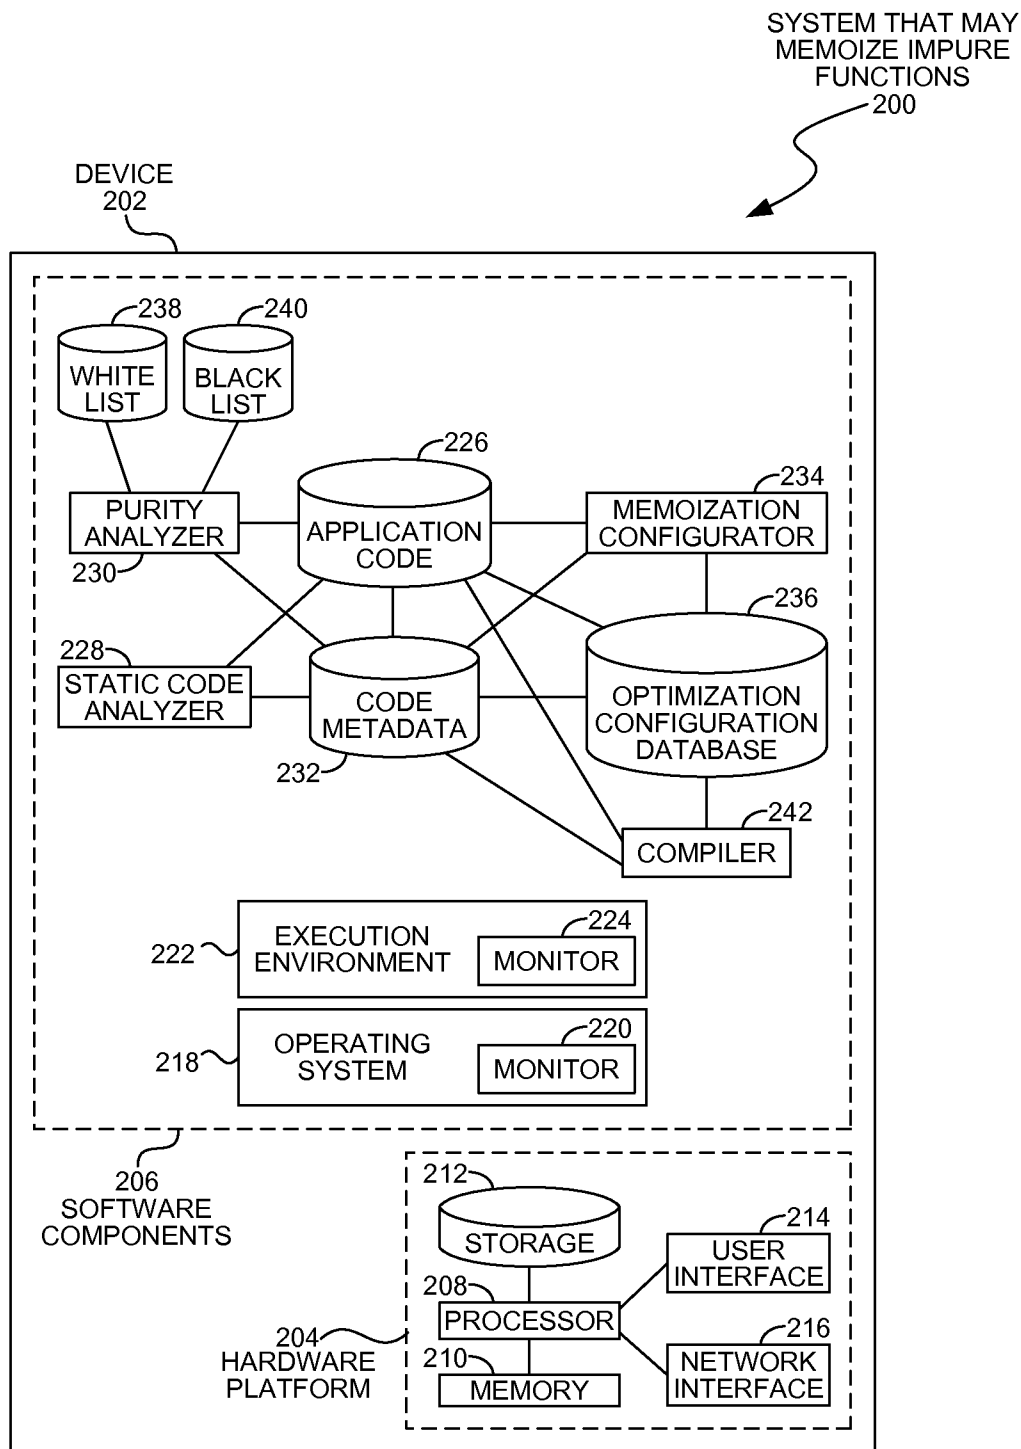 SYSTEM THAT MAY
MEMOIZE IMPURE
FUNCTIONS
200
DEVICE
202
238
240
WHITE
LIST
BLACK
LIST
226
234
PURITY
ANALYZER
230
APPLICATION
CODE
MEMOIZATION
CONFIGURATOR
236
228
STATIC CODE
ANALYZER
CODE
METADATA
232
OPTIMIZATION
CONFIGURATION
DATABASE
242
COMPILER
222
EXECUTION
ENVIRONMENT
224
MONITOR
218
OPERATING
SYSTEM
220
MONITOR
206
SOFTWARE
COMPONENTS
212
STORAGE
214
USER
INTERFACE
208
PROCESSOR
204
HARDWARE
PLATFORM
210
MEMORY
216
NETWORK
INTERFACE